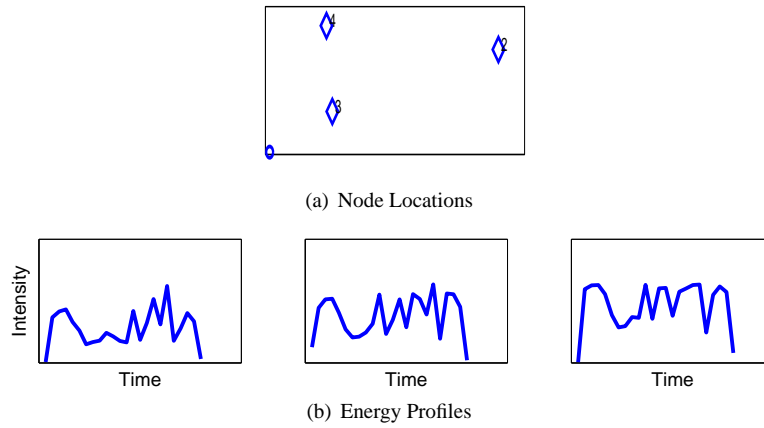 4
2
3
(a) Node Locations
Intensity
Time
Time
Time
(b) Energy Profiles